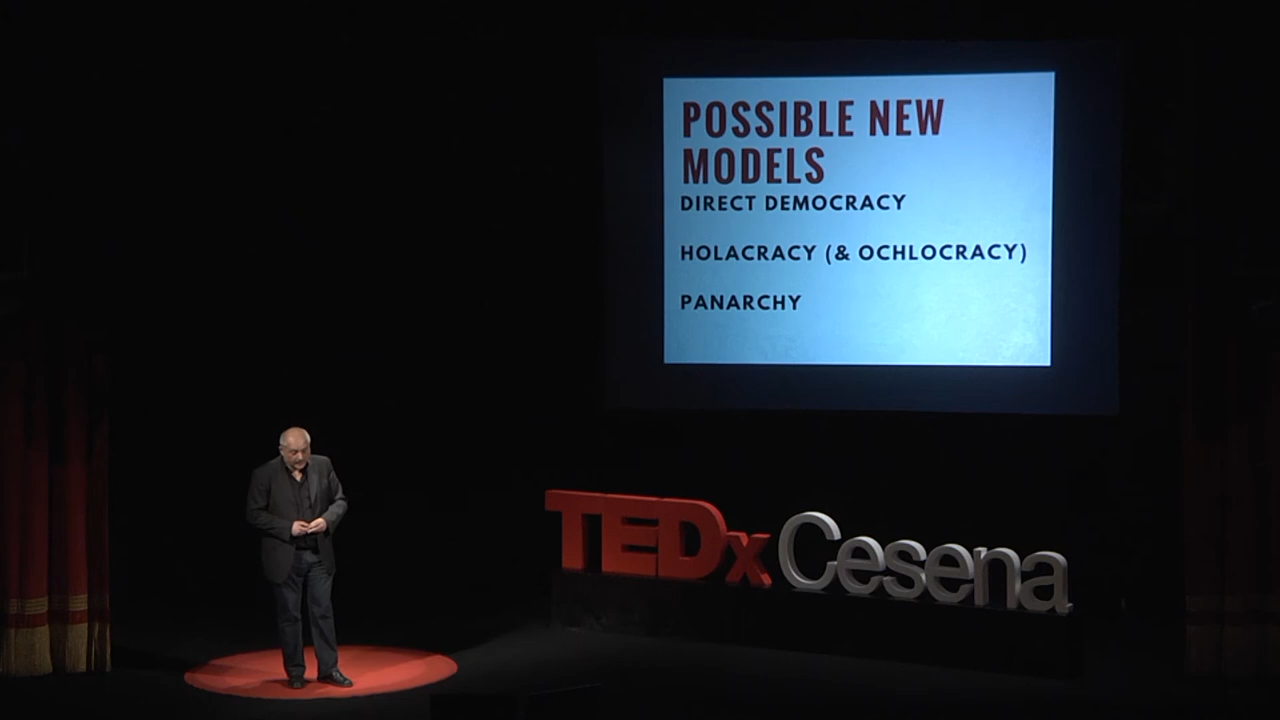 POSSIBLE NEW
MODELS
DIRECT DEMOCRACY
HOLACRACY (& OCHLOCRACY)
PANARCHY
TEDx Cesena